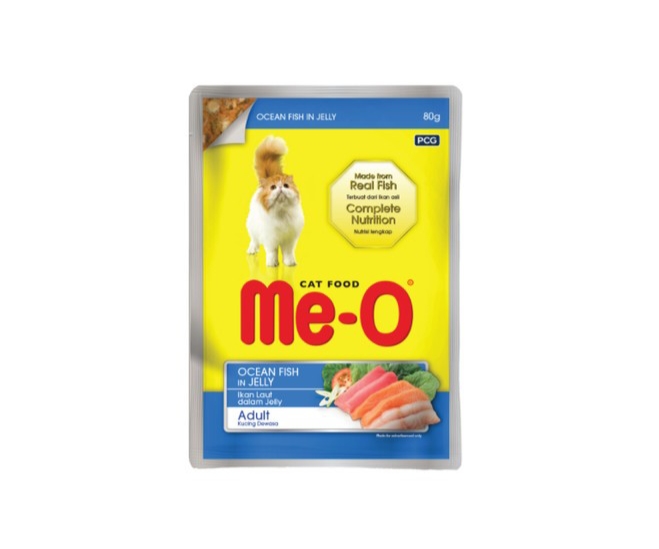 OCEAN FISH IN JELLY
80g
PCG
Made from
Real Fish
Terbuat dari ikan asli
Complete
Nutrition
Nutrisi lengkap
CAT FOOD
me-O®
OCEAN FISH
IN JELLY
Ikan Laut
dalam Jelly
Adult
Kucing Dewasa